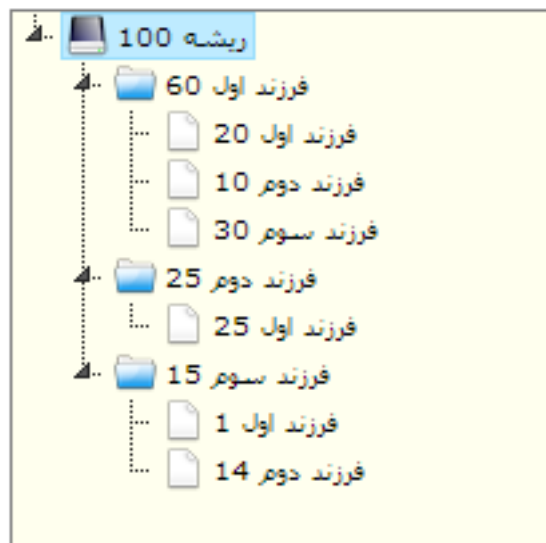 ریشه 100
فرزند اول 60
فرزند اول 20
فرزند دوم 10
فرزند سوم 30
فرزند دوم 25
فرزند اول 25
فرزند سوم 15
فرزند اول 1
فرزند دوم 14